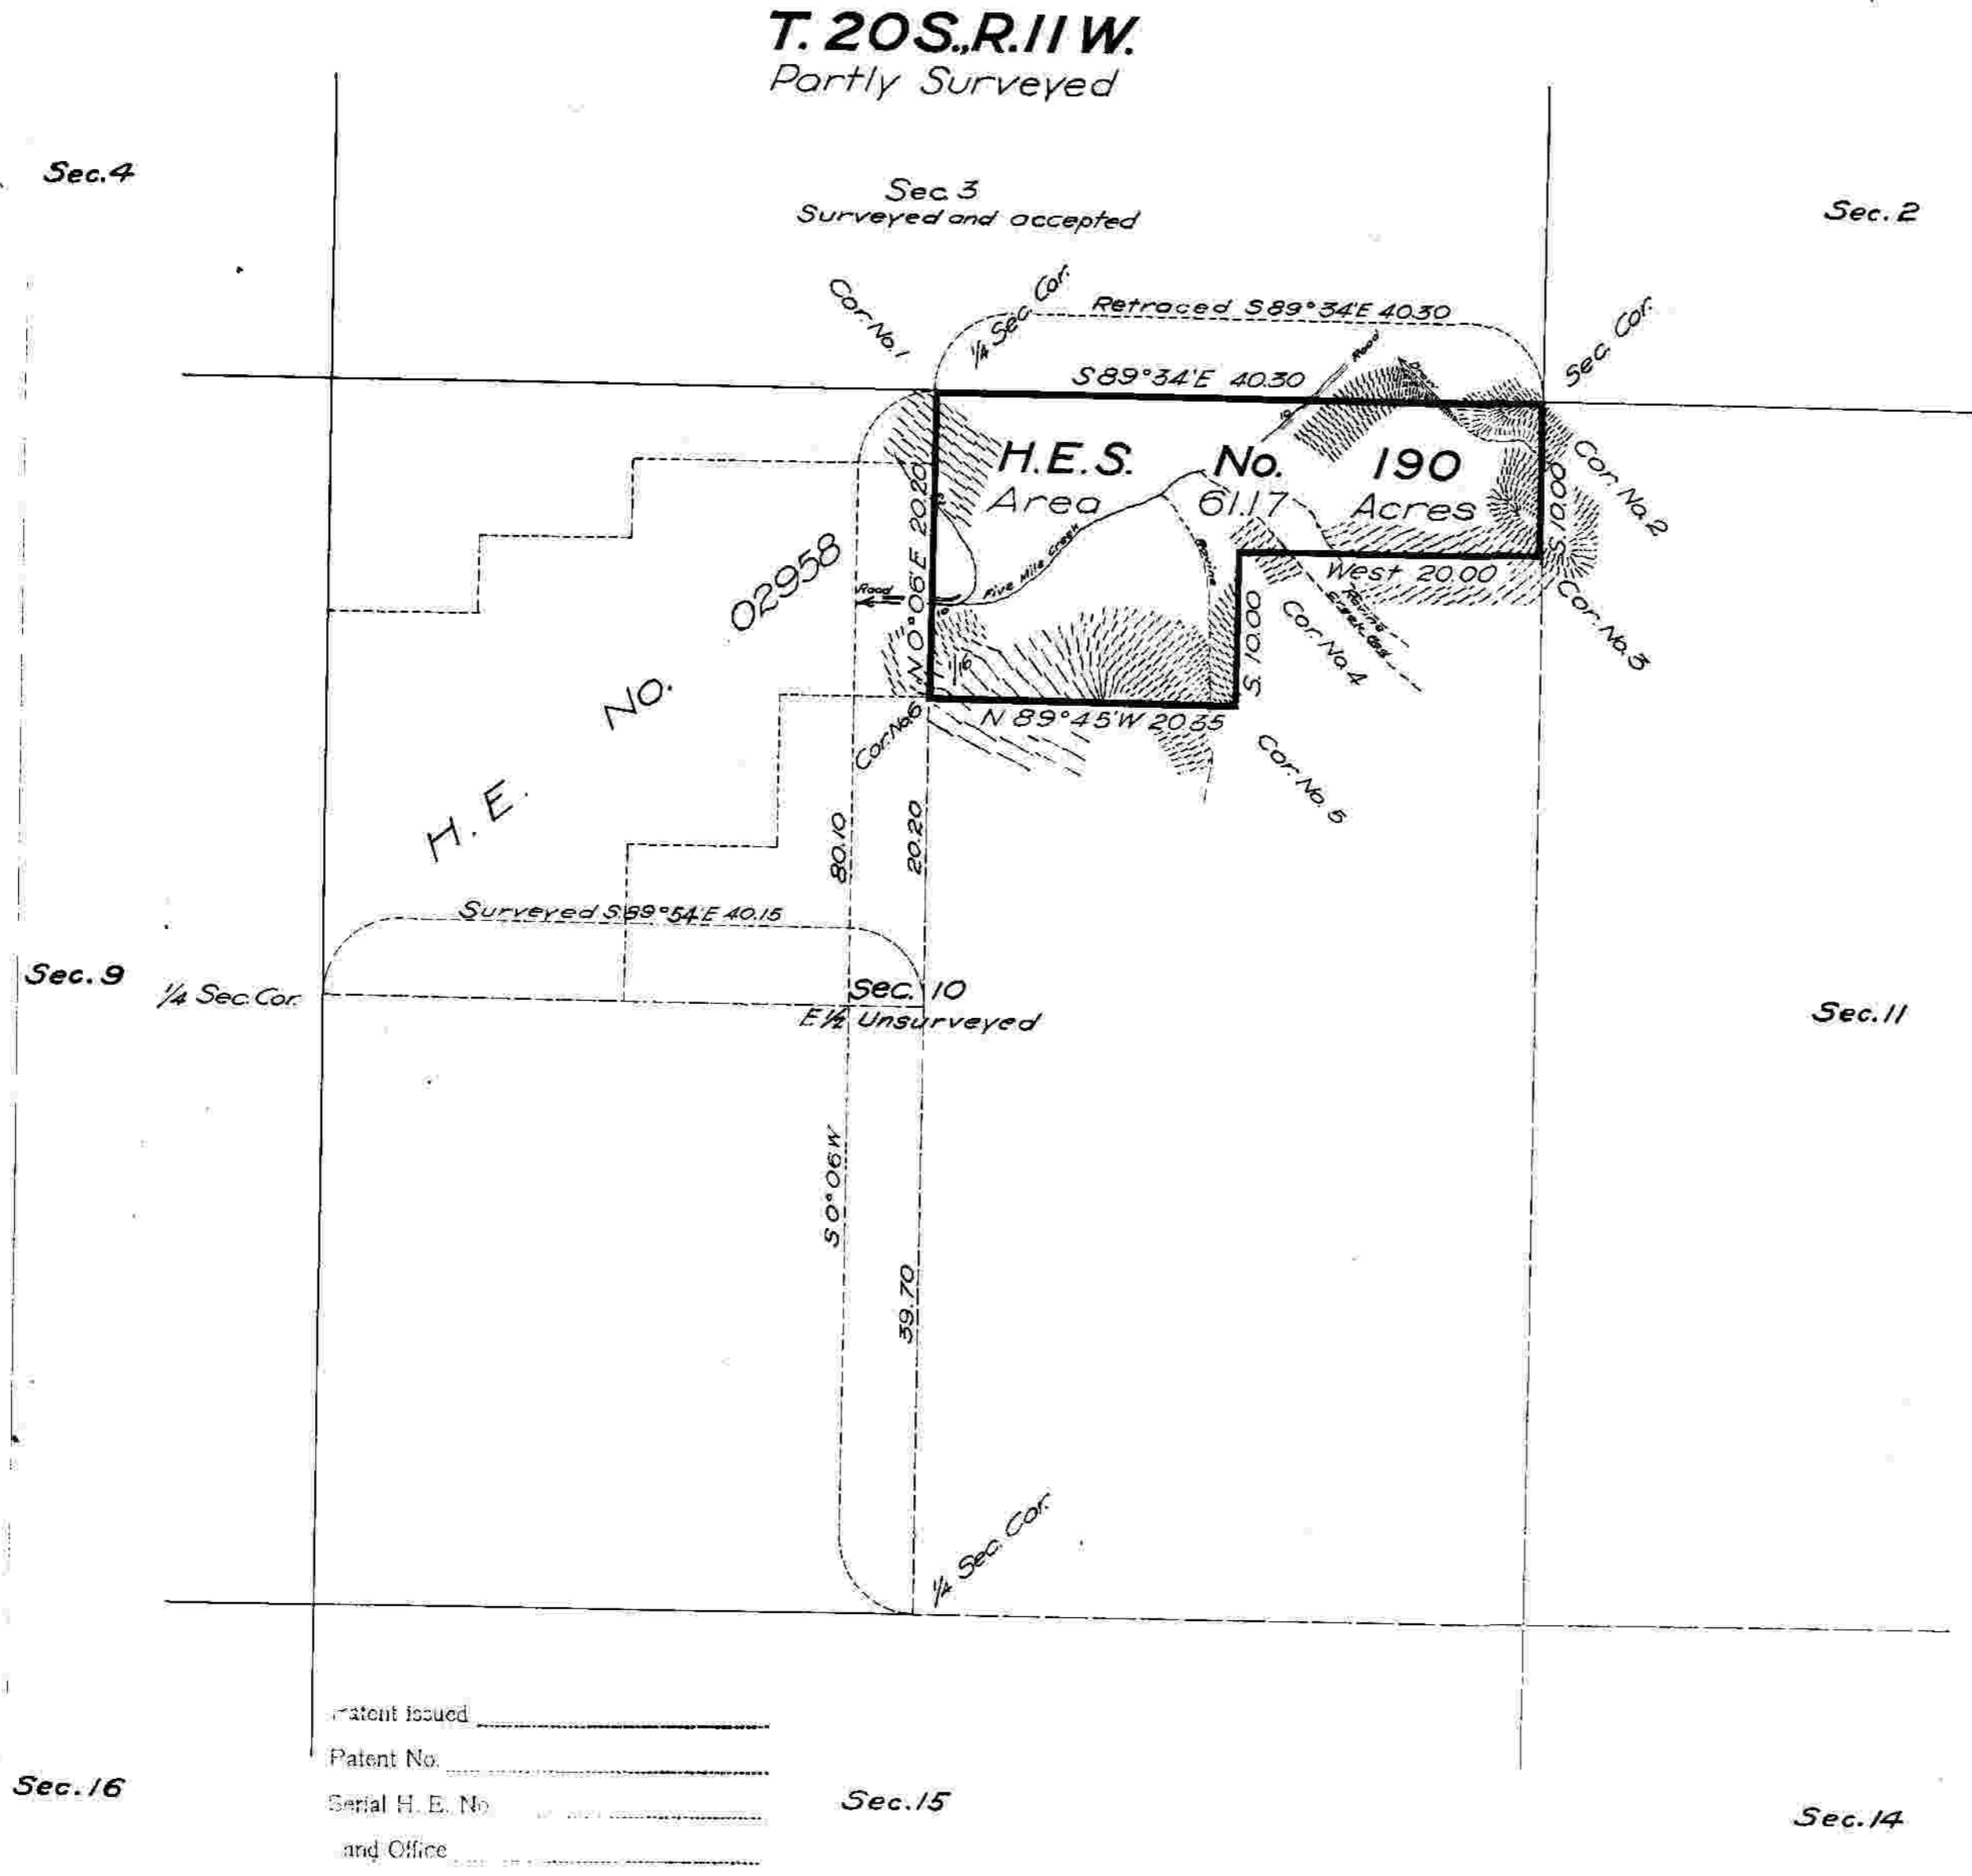 T. 20S., R. 11 W.
Partly Surveyed
Sec. 4
Sec. 3
Surveyed and accepted
Sec. 2
Cor. No. 1
1/4 Sec. Cor.
Retraced S 89° 34' E 40.30
Sec. Cor.
S 89° 34' E 40.30
Road
10
H.E.S. No. 190
Area 61.17 Acres
Cor. No. 2
S. 10.00
N 0° 06' E 20.20
Five Mile Creek
Ravine
West 20.00
Cor. No. 3
Ravine
Cor. No. 4
S. 10.00
Road
10
N 89° 45' W 20.35
Cor. No. 6
Cor. No. 5
H. E. NO. 02958
80.10
20.20
Surveyed S. 89° 54' E 40.15
Sec. 9
1/4 Sec. Cor.
Sec. 10
E 1/2 Unsurveyed
Sec. 11
S 0° 06 W
39.70
1/4 Sec. Cor.
Patent issued
Patent No.
Serial H. E. No
and Office
Sec. 16
Sec. 15
Sec. 14